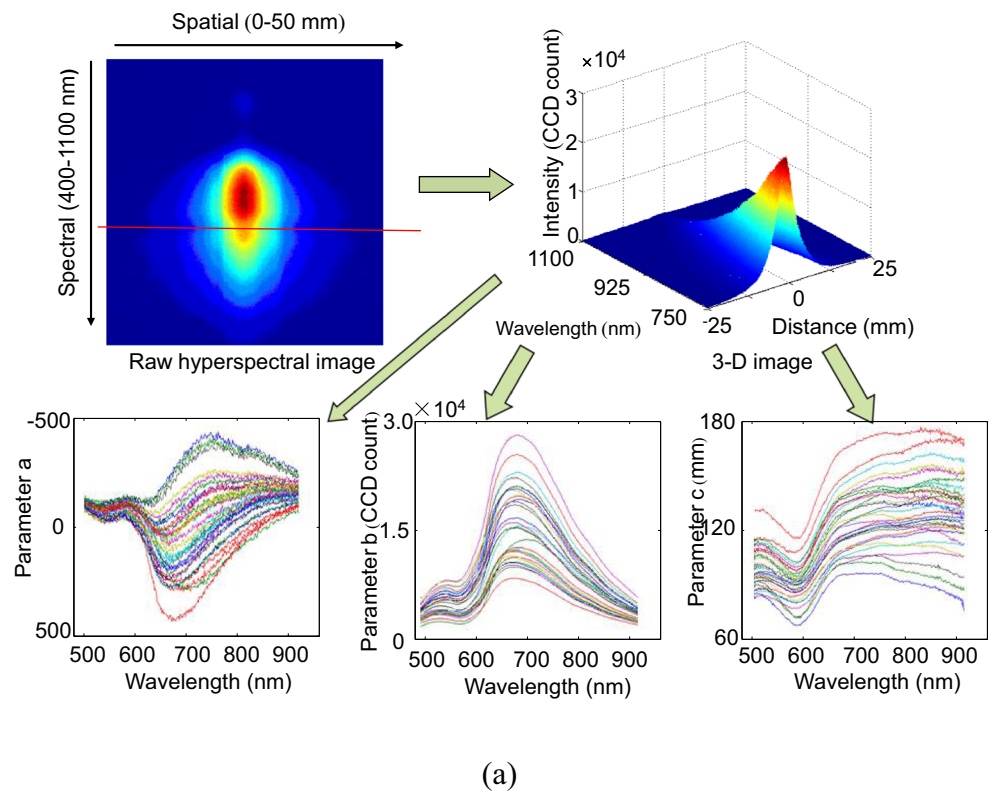 Spatial (0-50 mm)
Spectral (400-1100 nm)
Raw hyperspectral image
Intensity (CCD count)
×10⁴
3
2
1
0
1100
925
750
-25
0
25
Wavelength (nm)
Distance (mm)
3-D image
Parameter a
-500
0
500
500 600 700 800 900
Wavelength (nm)
Parameter b (CCD count)
3.0 ×10⁴
1.5
0
500 600 700 800 900
Wavelength (nm)
Parameter c (mm)
180
120
60
500 600 700 800 900
Wavelength (nm)
(a)